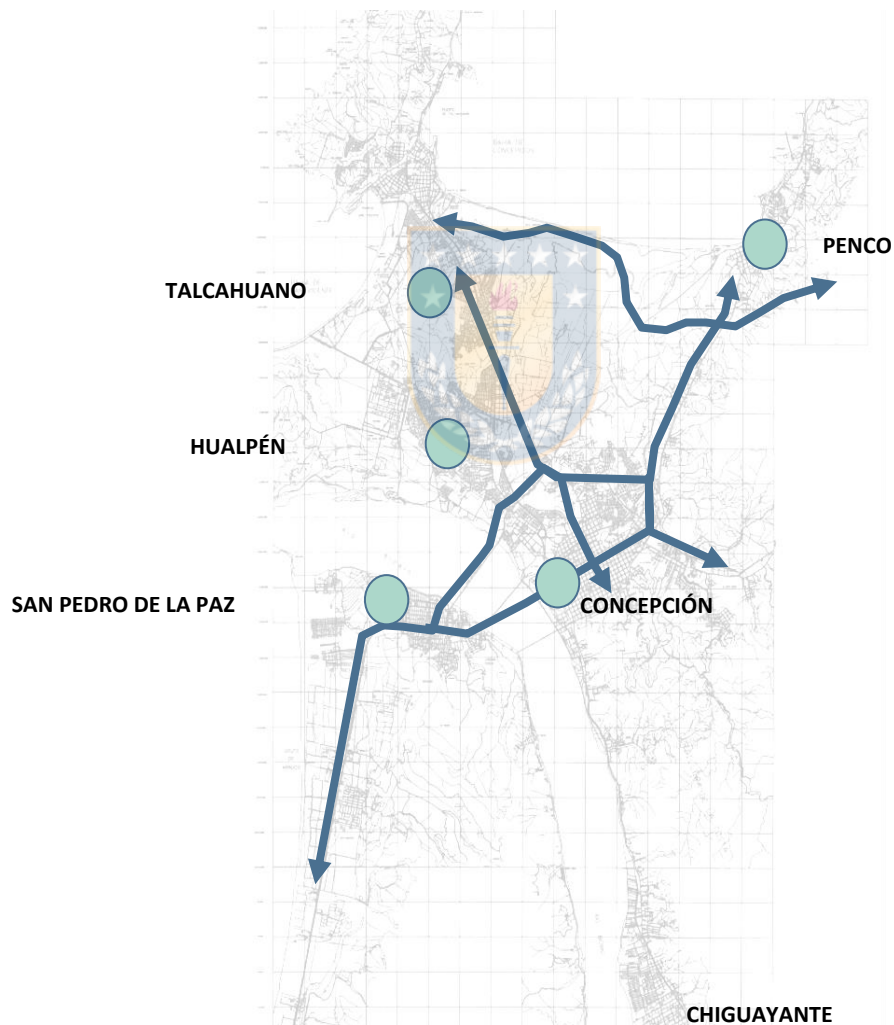 PENCO
TALCAHUANO
HUALPÉN
SAN PEDRO DE LA PAZ
CONCEPCIÓN
CHIGUAYANTE